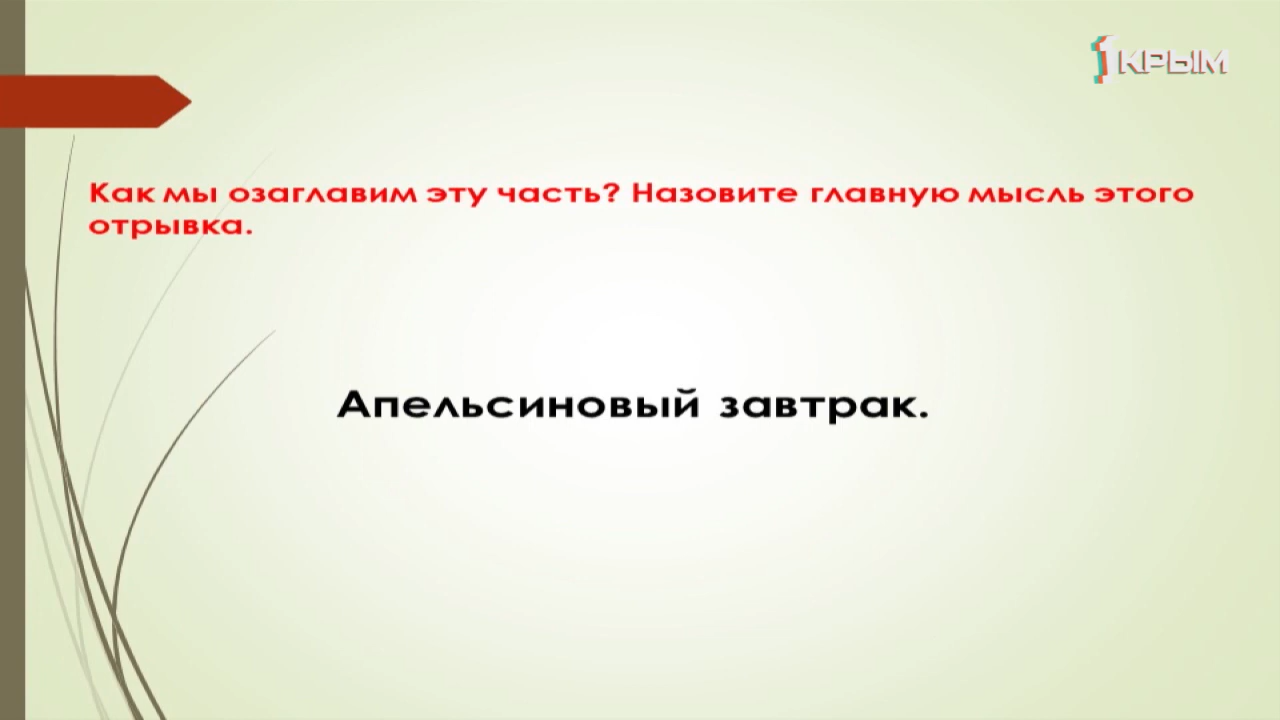 1КРЫМ
Как мы озаглавим эту часть? Назовите главную мысль этого
отрывка.
Апельсиновый завтрак.